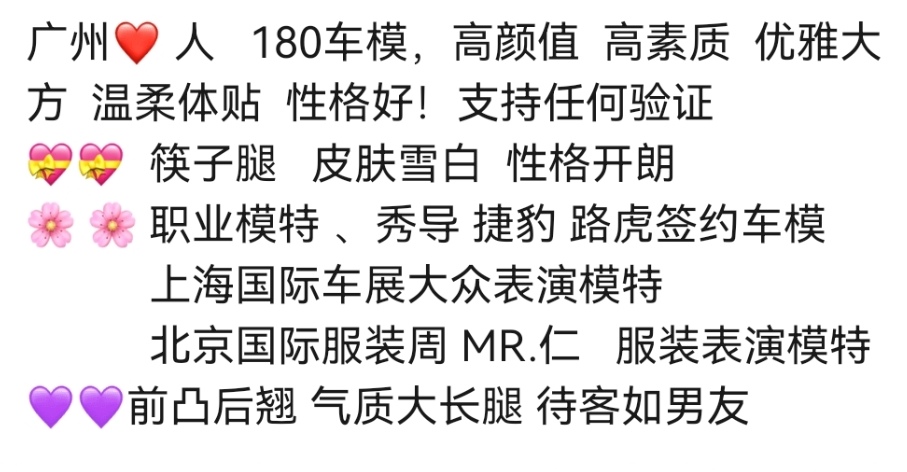 广州❤️ 人 180车模，高颜值 高素质 优雅大
方 温柔体贴 性格好！支持任何验证
💝💝 筷子腿 皮肤雪白 性格开朗
🌸🌸 职业模特 、秀导 捷豹 路虎签约车模
上海国际车展大众表演模特
北京国际服装周 MR.仁 服装表演模特
💜💜前凸后翘 气质大长腿 待客如男友